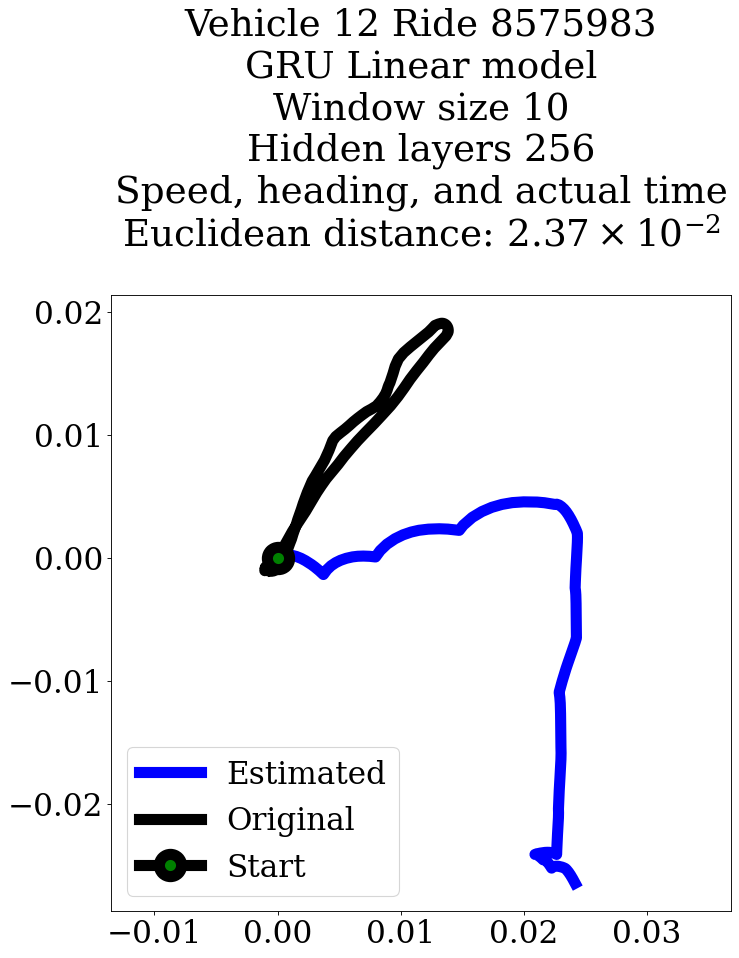 Vehicle 12 Ride 8575983
GRU Linear model
Window size 10
Hidden layers 256
Speed, heading, and actual time
Euclidean distance: 2.37 × 10⁻²
0.02
0.01
0.00
−0.01
−0.02
Estimated
Original
Start
−0.01 0.00 0.01 0.02 0.03